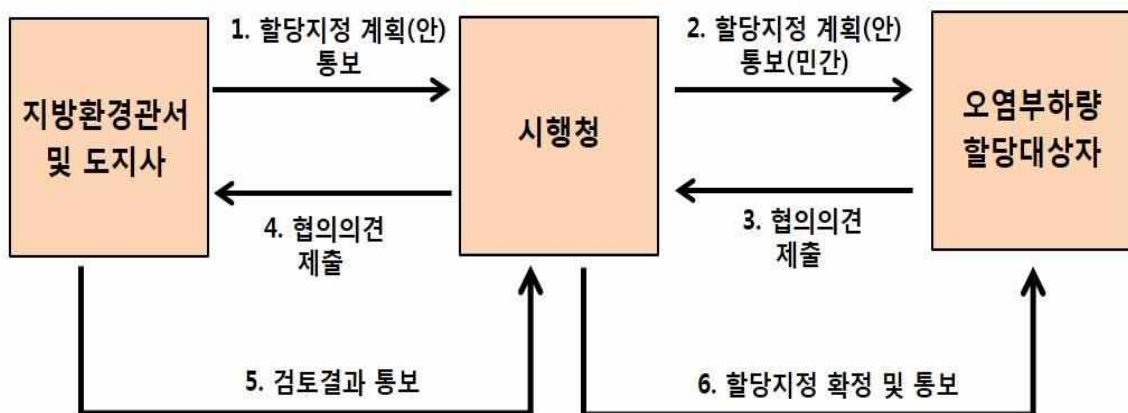 1. 할당지정 계획(안)
통보
2. 할당지정 계획(안)
통보(민간)
지방환경관서
및 도지사
시행청
오염부하량
할당대상자
4. 협의의견
제출
3. 협의의견
제출
5. 검토결과 통보
6. 할당지정 확정 및 통보